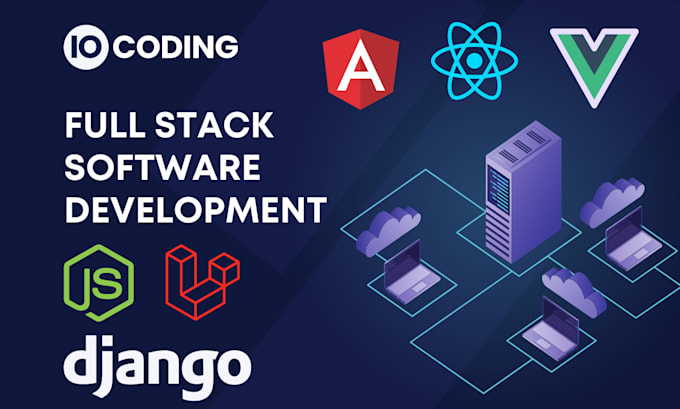 IO CODING
FULL STACK
SOFTWARE
DEVELOPMENT
A
JS
django